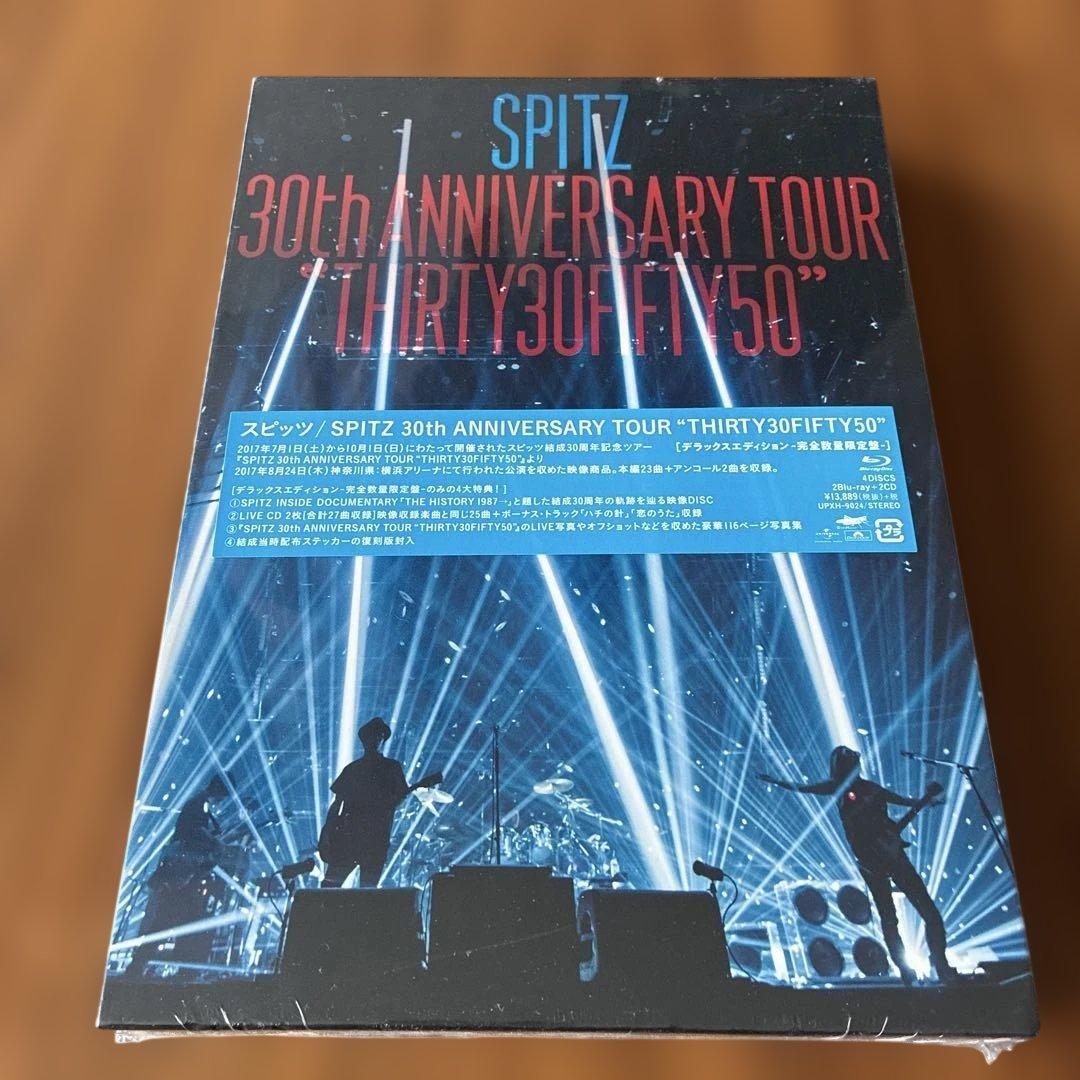 SPITZ
30th ANNIVERSARY TOUR
“THIRTY30FIFTY50”
スピッツ/ SPITZ 30th ANNIVERSARY TOUR “THIRTY30FIFTY50”
2017年7月1日(土)から10月1日(日)にわたって開催されたスピッツ結成30周年記念ツアー
『SPITZ 30th ANNIVERSARY TOUR “THIRTY30FIFTY50”』より
2017年8月24日(木)神奈川県:横浜アリーナにて行われた公演を収めた映像商品。本編23曲+アンコール2曲を収録。
[デラックスエディション-完全数量限定盤-]
[デラックスエディション-完全数量限定盤-のみの4大特典!]
①SPITZ INSIDE DOCUMENTARY「THE HISTORY 1987-→」と題した結成30周年の軌跡を辿る映像DISC
②LIVE CD 2枚[合計27曲収録]映像収録楽曲と同じ25曲+ボーナス・トラック「ハチの針」「恋のうた」収録
③『SPITZ 30th ANNIVERSARY TOUR “THIRTY30FIFTY50”』のLIVE写真やオフショットなどを収めた豪華116ページ写真集
④結成当時配布ステッカーの復刻版封入
Blu-ray Disc
4DISCS
2Blu-ray+2CD
¥13,889(税抜)+税
UPXH-9024/STEREO
UNIVERSAL
プラ